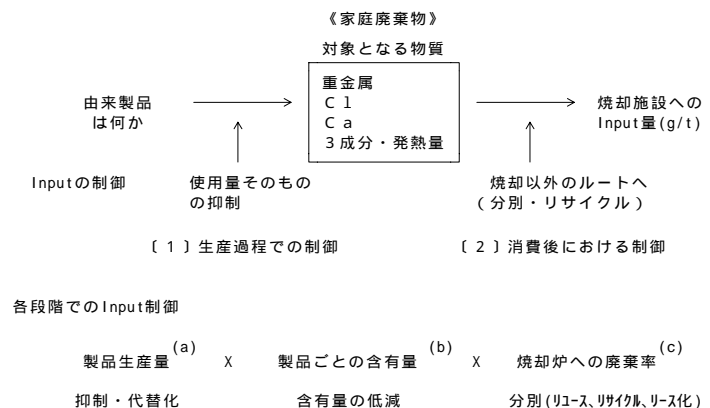 《家庭廃棄物》
対象となる物質
由来製品
は何か
重金属
Ｃｌ
Ｃａ
３成分・発熱量
焼却施設への
Input量(g/t)
Inputの制御
使用量そのもの
の抑制
焼却以外のルートへ
（分別・リサイクル）
〔１〕生産過程での制御
〔２〕消費後における制御
各段階でのInput制御
製品生産量(a) X 製品ごとの含有量(b) X 焼却炉への廃棄率(c)
抑制・代替化 含有量の低減 分別(ﾘﾕｰｽ、ﾘｻｲｸﾙ、ﾘｰｽ化)